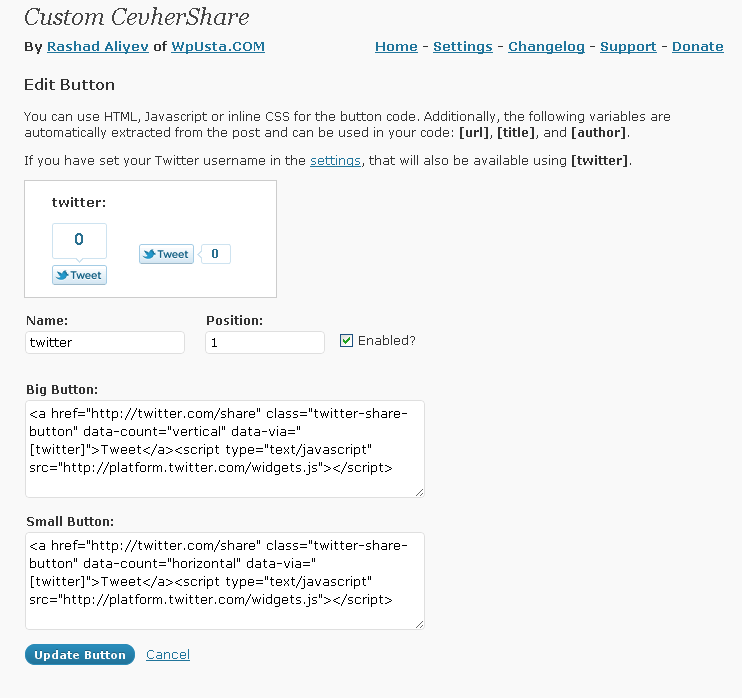 Custom CevherShare
By Rashad Aliyev of WpUsta.COM
Home - Settings - Changelog - Support - Donate
Edit Button
You can use HTML, Javascript or inline CSS for the button code. Additionally, the following variables are
automatically extracted from the post and can be used in your code: [url], [title], and [author].
If you have set your Twitter username in the settings, that will also be available using [twitter].
twitter:
0
Tweet
Tweet
0
Name:
Position:
twitter
1
Enabled?
Big Button:
<a href="http://twitter.com/share" class="twitter-share-
button" data-count="vertical" data-via="
[twitter]">Tweet</a><script type="text/javascript"
src="http://platform.twitter.com/widgets.js"></script>
Small Button:
<a href="http://twitter.com/share" class="twitter-share-
button" data-count="horizontal" data-via="
[twitter]">Tweet</a><script type="text/javascript"
src="http://platform.twitter.com/widgets.js"></script>
Update Button
Cancel